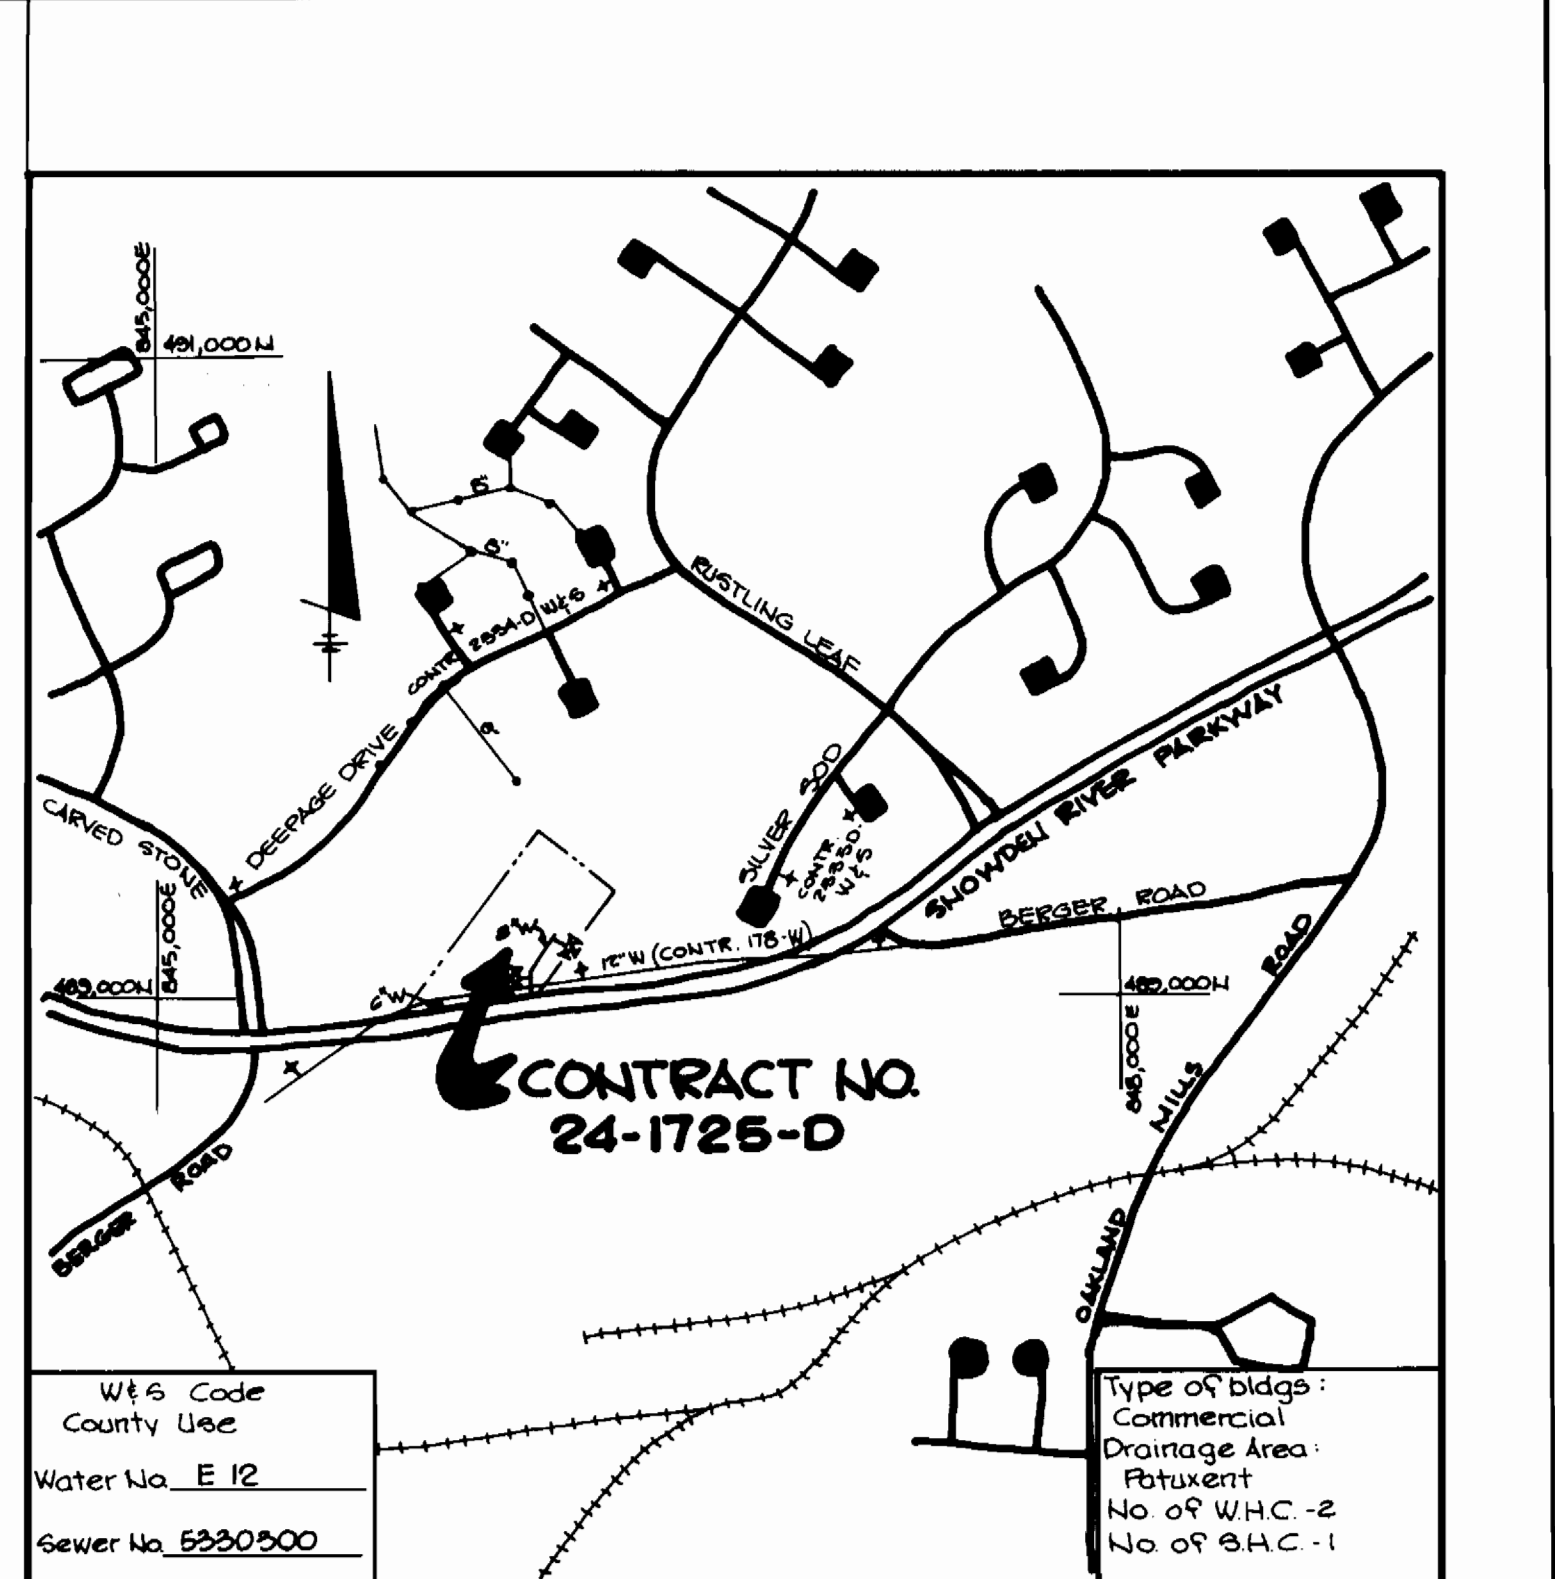 845,000E
491,000N
8"
8"
CONTR. 2884-D W&S
RUSTLING LEAF
DEEPAGE DRIVE
CARVED STONE
SILVER SOD
CONTR.
2885D.
W&S
SNOWDEN RIVER PARKWAY
BERGER ROAD
845,000E
489,000N
6"W
8"W
12"W (CONTR. 178-W)
489,000N
848,000E
OAKLAND MILLS ROAD
CONTRACT NO.
24-1725-D
BERGER ROAD
W&S Code
County Use
Water No. E 12
Sewer No. 5330300
Type of bldgs:
Commercial
Drainage Area:
Patuxent
No. of W.H.C. -2
No. of S.H.C. -1